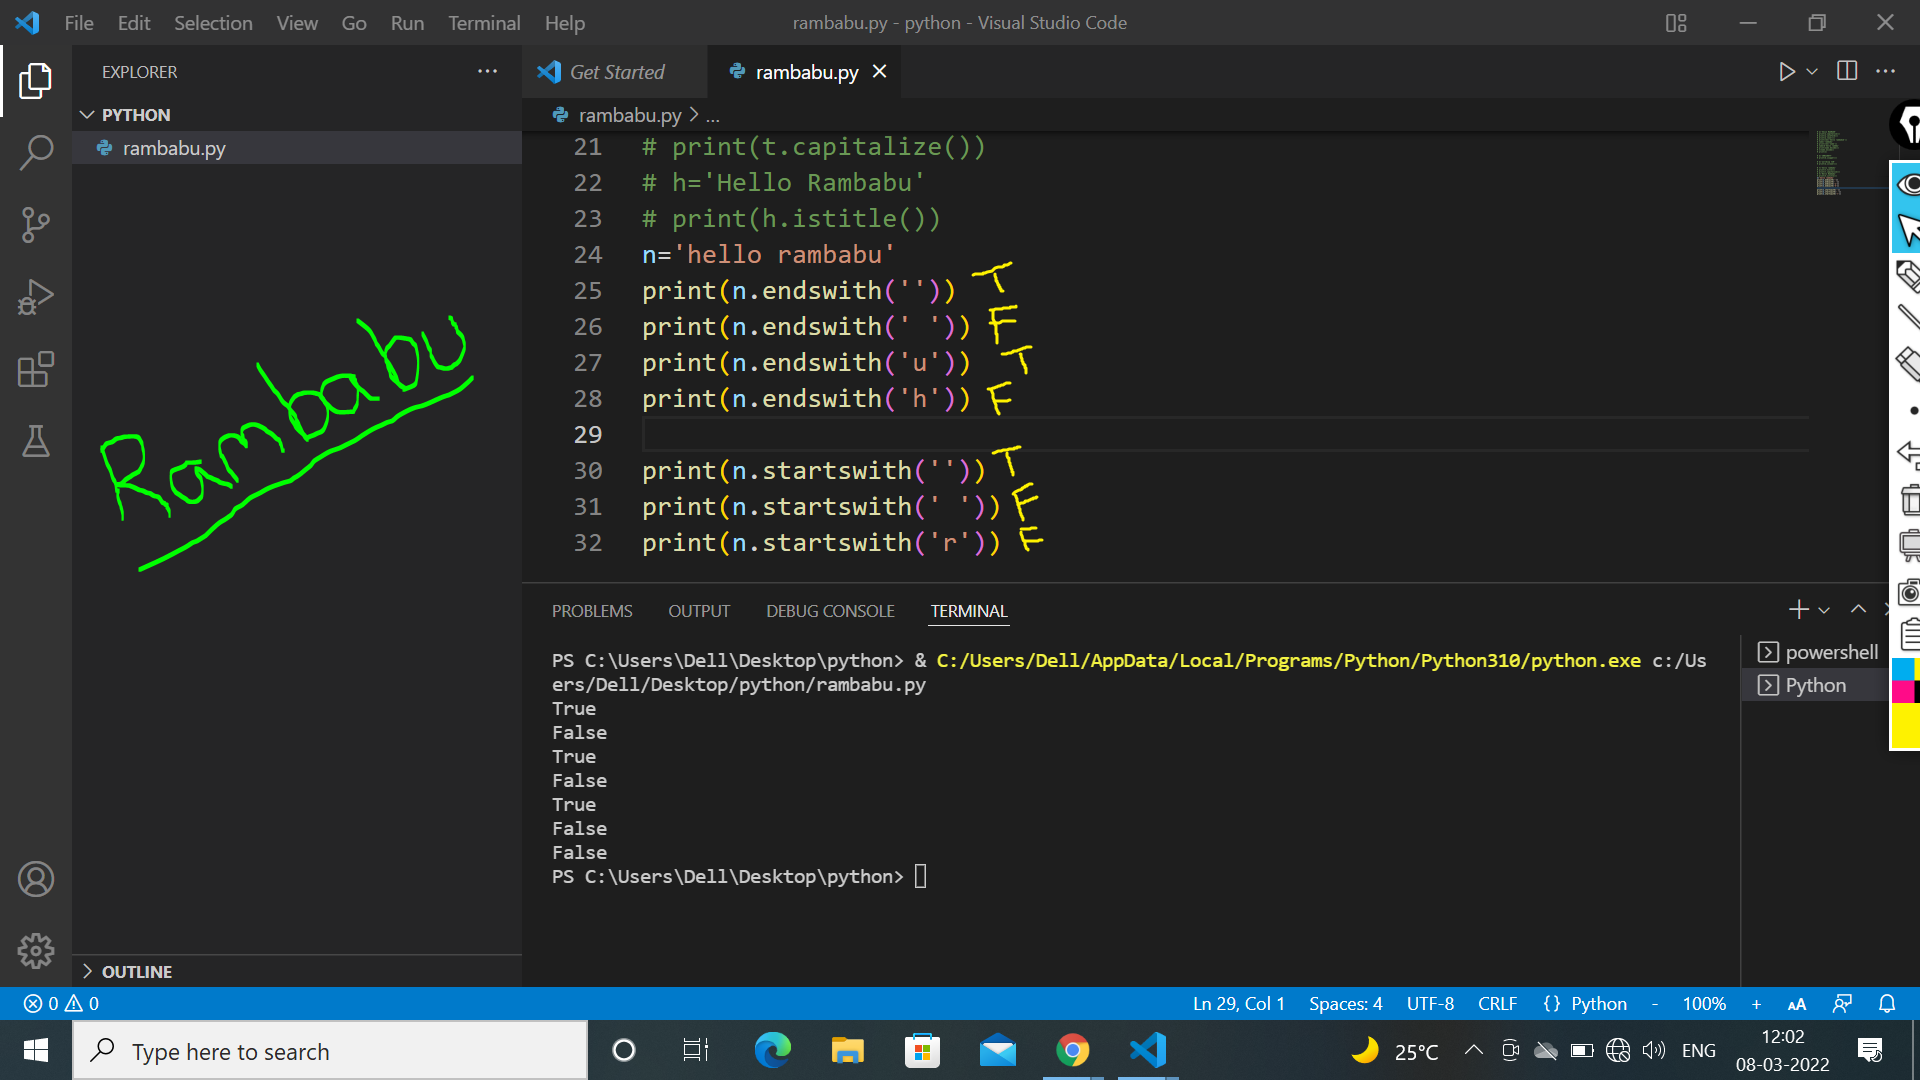 File Edit Selection View Go Run Terminal Help rambabu.py - python - Visual Studio Code
EXPLORER
PYTHON
rambabu.py
Rambabu
OUTLINE
Get Started rambabu.py
rambabu.py > ...
21 # print(t.capitalize())
22 # h='Hello Rambabu'
23 # print(h.istitle())
24 n='hello rambabu'
25 print(n.endswith('')) T
26 print(n.endswith(' ')) F
27 print(n.endswith('u')) T
28 print(n.endswith('h')) F
29
30 print(n.startswith('')) T
31 print(n.startswith(' ')) F
32 print(n.startswith('r')) F
PROBLEMS OUTPUT DEBUG CONSOLE TERMINAL
PS C:\Users\Dell\Desktop\python> & C:/Users/Dell/AppData/Local/Programs/Python/Python310/python.exe c:/Us
ers/Dell/Desktop/python/rambabu.py
True
False
True
False
True
False
False
PS C:\Users\Dell\Desktop\python>
powershell
Python
0 0 Ln 29, Col 1 Spaces: 4 UTF-8 CRLF {} Python - 100% + AA
Type here to search 25°C ENG 12:02
08-03-2022